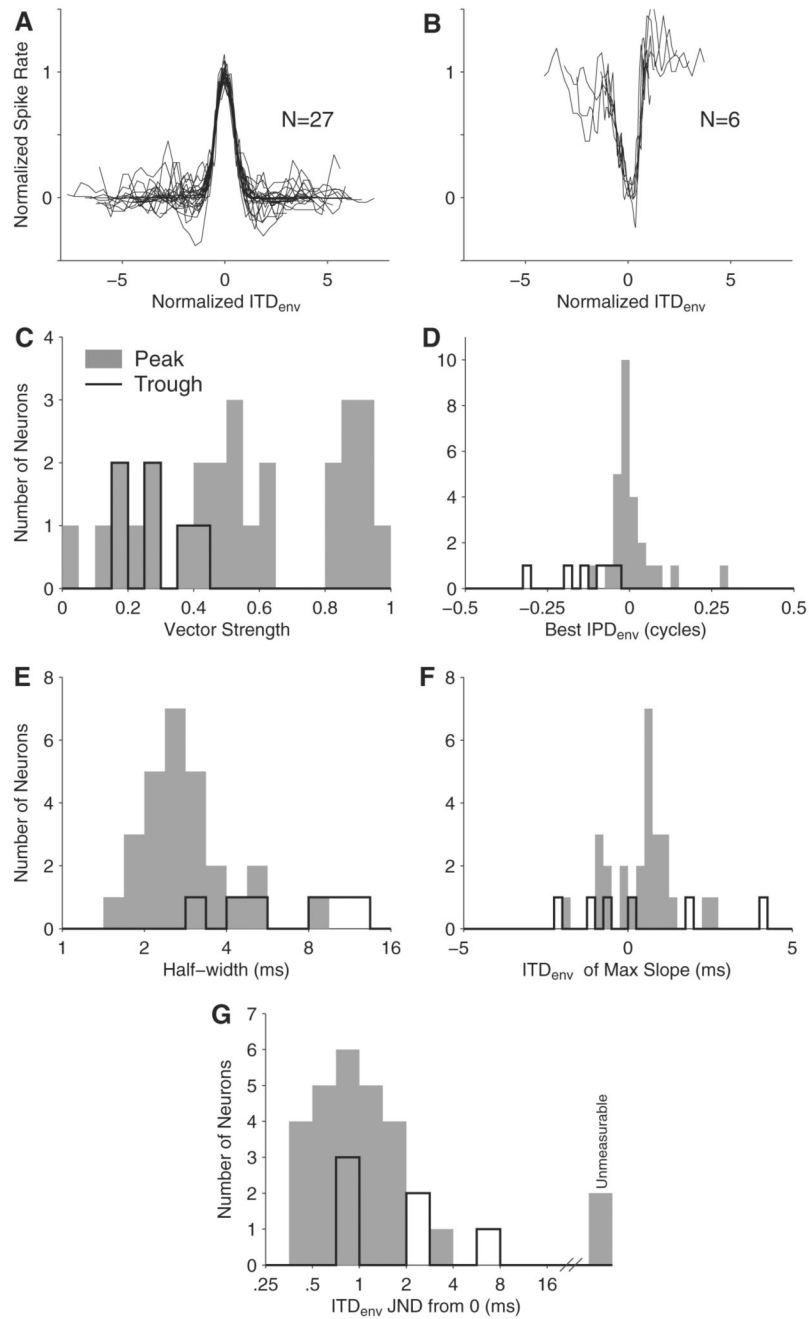 A
Normalized Spike Rate
1
0
N=27
−5 0 5
Normalized ITDenv
B
1
0
N=6
−5 0 5
Normalized ITDenv
C
Number of Neurons
4
3
2
1
0
Peak
Trough
0 0.2 0.4 0.6 0.8 1
Vector Strength
D
10
8
6
4
2
0
−0.5 −0.25 0 0.25 0.5
Best IPDenv (cycles)
E
Number of Neurons
8
6
4
2
0
1 2 4 8 16
Half−width (ms)
F
8
6
4
2
0
−5 0 5
ITDenv of Max Slope (ms)
G
Number of Neurons
7
6
5
4
3
2
1
0
Unmeasurable
.25 .5 1 2 4 8 16
ITDenv JND from 0 (ms)